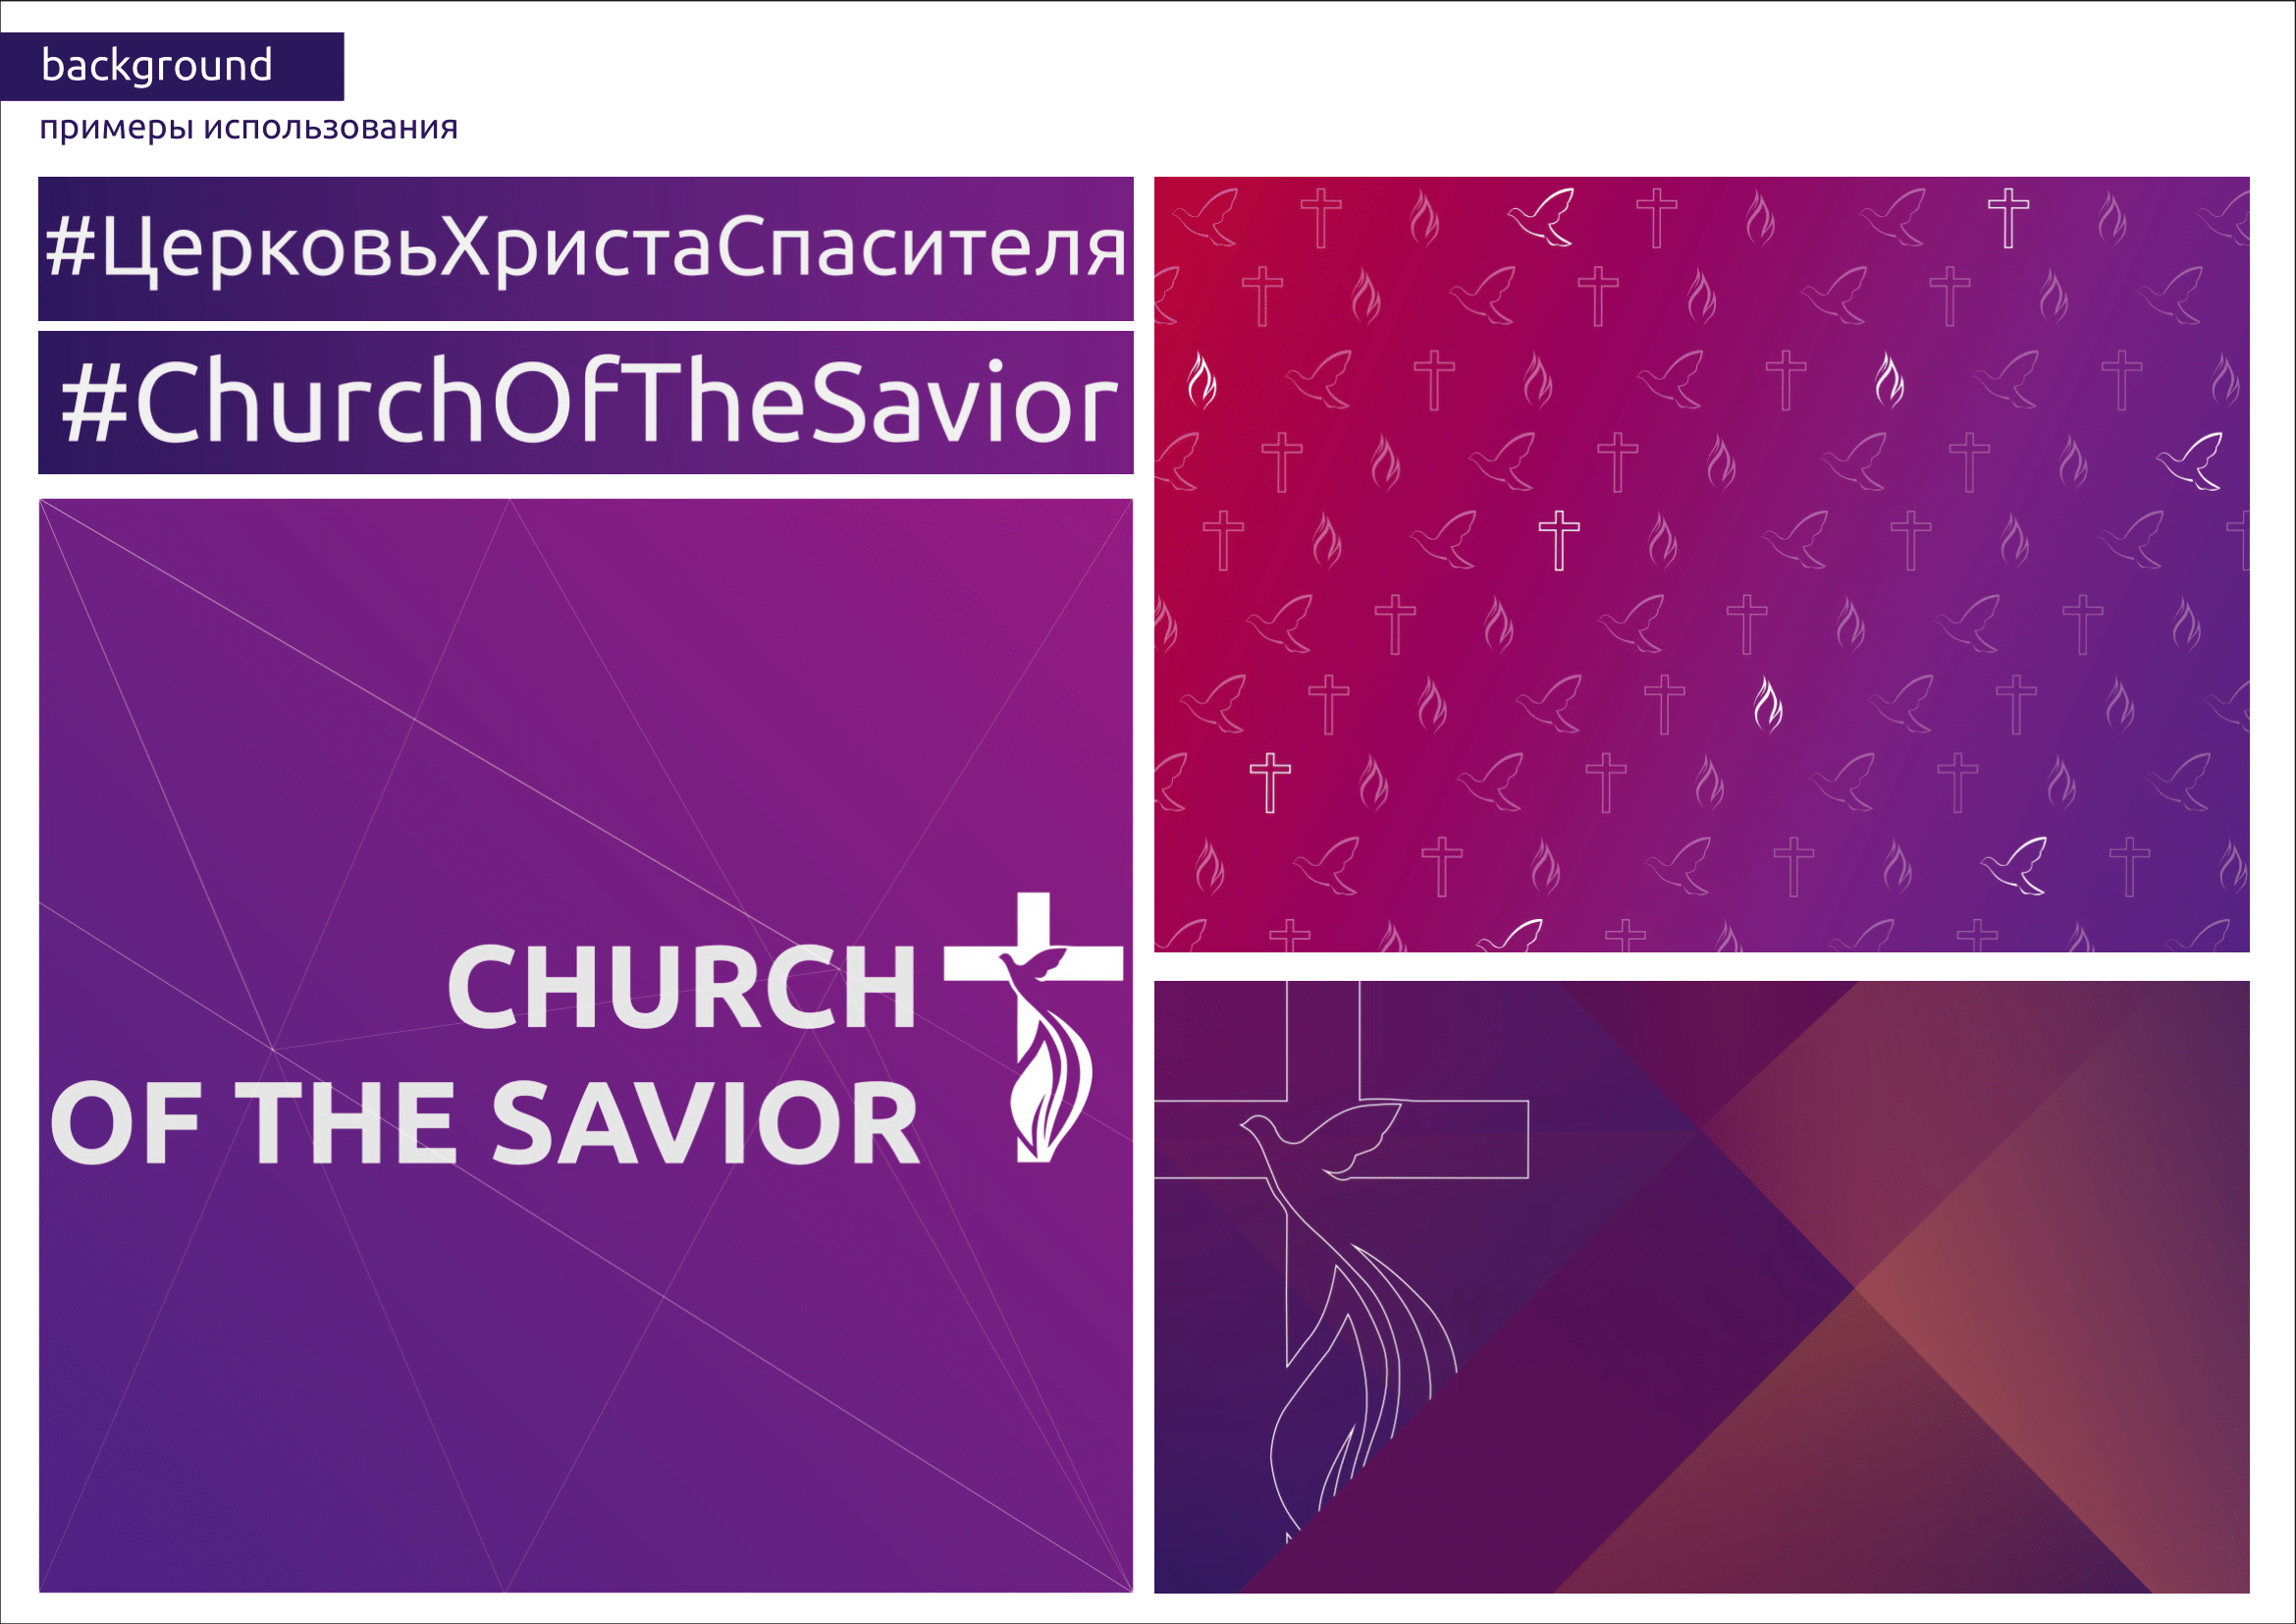 background
примеры использования
#ЦерковьХристаСпасителя
#ChurchOfTheSavior
CHURCH
OF THE SAVIOR